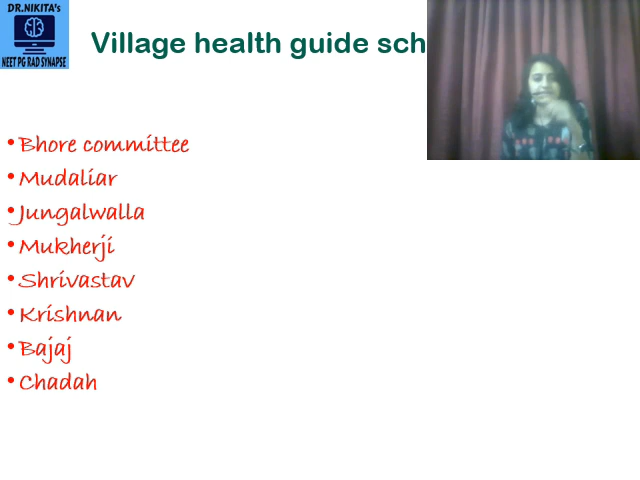 DR.NIKITA's
NEET PG RAD SYNAPSE
Village health guide sch
• Bhore committee
• Mudaliar
• Jungalwalla
• Mukherji
• Shrivastav
• Krishnan
• Bajaj
• Chadah